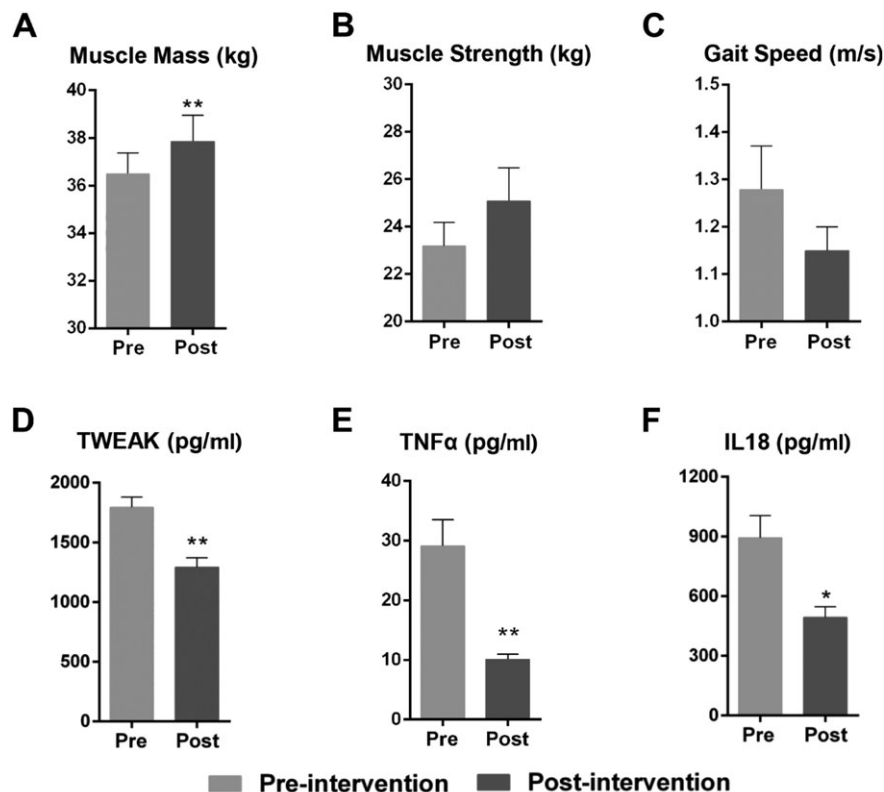 A
Muscle Mass (kg)
40
38
36
34
32
30
**
Pre
Post
B
Muscle Strength (kg)
30
28
26
24
22
20
Pre
Post
C
Gait Speed (m/s)
1.5
1.4
1.3
1.2
1.1
1.0
Pre
Post
D
TWEAK (pg/ml)
2000
1500
1000
500
0
**
Pre
Post
E
TNFα (pg/ml)
40
30
20
10
0
**
Pre
Post
F
IL18 (pg/ml)
1200
900
600
300
0
*
Pre
Post
Pre-intervention
Post-intervention